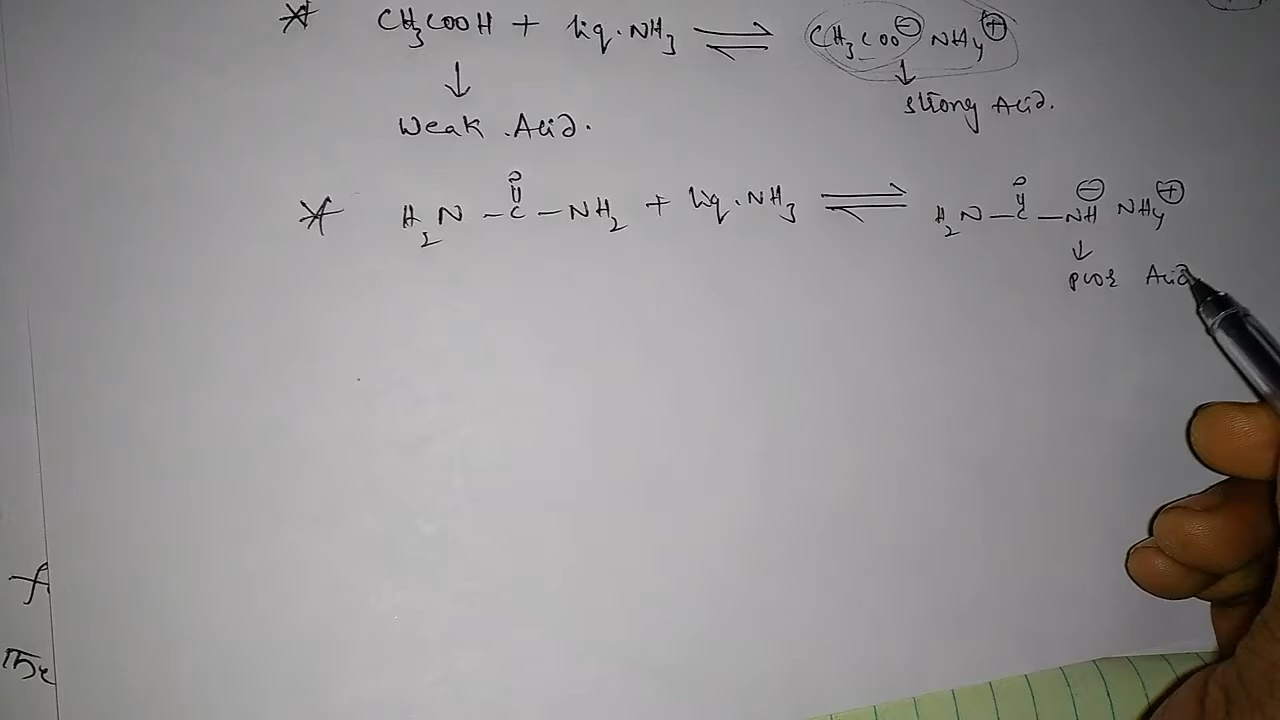 * CH₃COOH + liq. NH₃ ⇌ CH₃COO⊖ NH₄⊕
↓ ↓
Weak Acid. strong Acid.
* H₂N – C – NH₂ + liq. NH₃ ⇌ H₂N – C – NH⊖ NH₄⊕
O O
↓
poor Acid